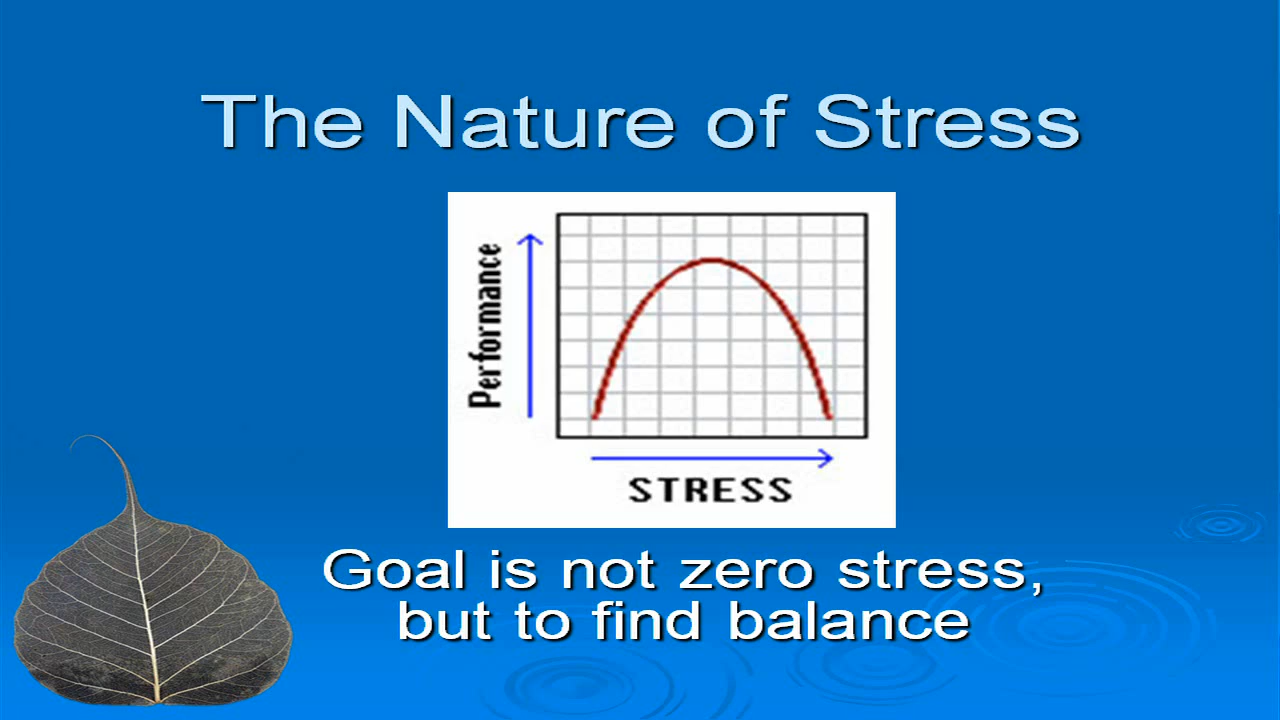 The Nature of Stress
Performance
STRESS
Goal is not zero stress,
but to find balance